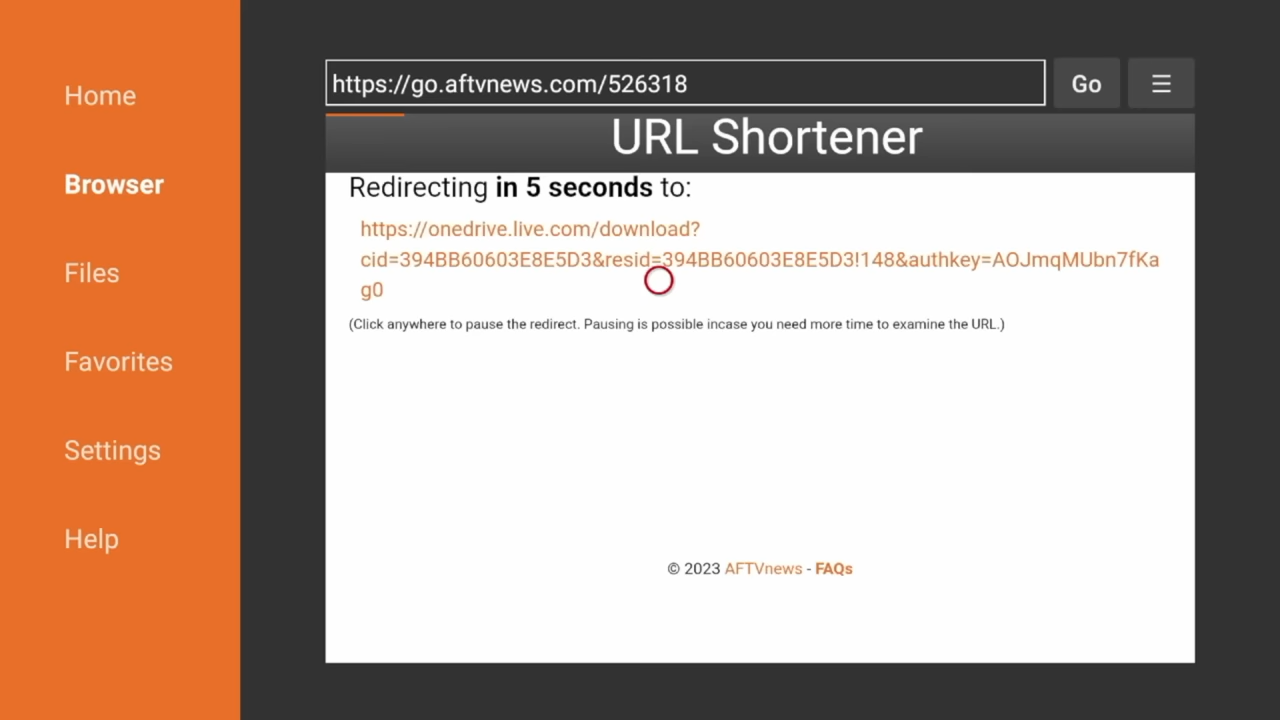 Home
Browser
Files
Favorites
Settings
Help
https://go.aftvnews.com/526318
Go
☰
URL Shortener
Redirecting in 5 seconds to:
https://onedrive.live.com/download?
cid=394BB60603E8E5D3&resid=394BB60603E8E5D3!148&authkey=AOJmqMUbn7fKa
g0
(Click anywhere to pause the redirect. Pausing is possible incase you need more time to examine the URL.)
© 2023 AFTVnews - FAQs